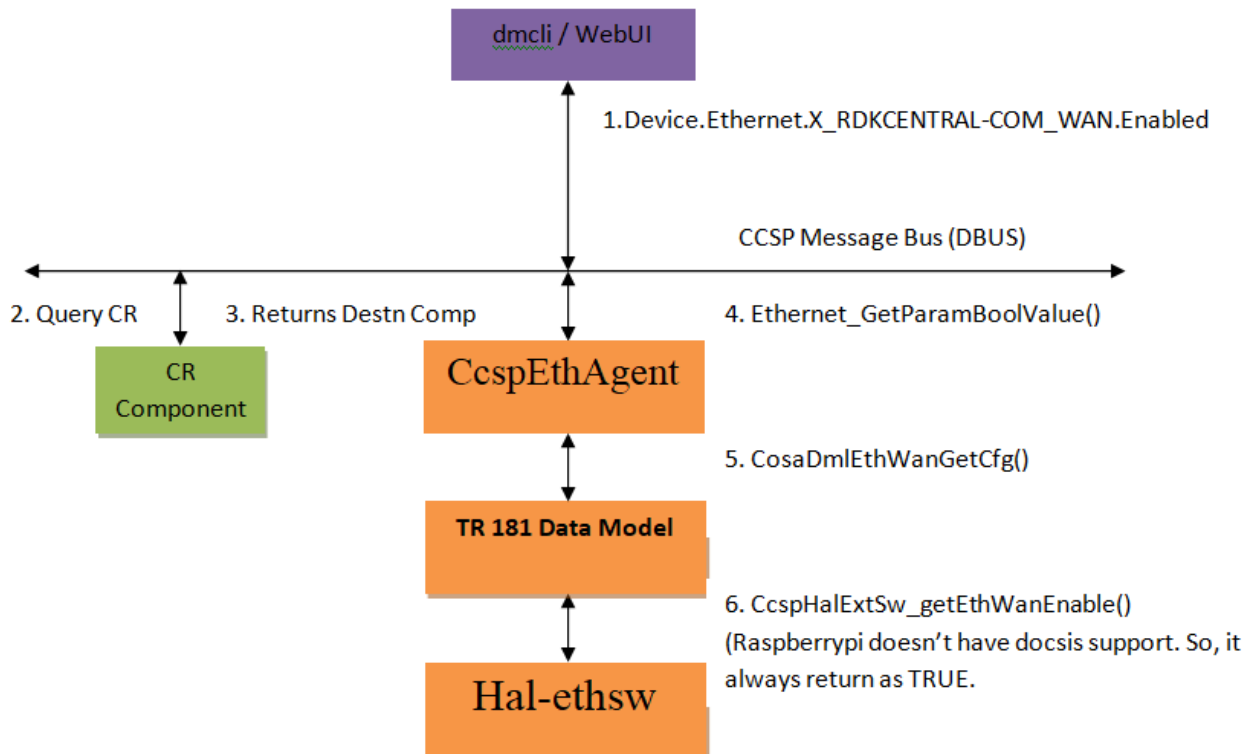 dmcli / WebUI
1.Device.Ethernet.X_RDKCENTRAL-COM_WAN.Enabled
CCSP Message Bus (DBUS)
2. Query CR
3. Returns Destn Comp
4. Ethernet_GetParamBoolValue()
CR
Component
CcspEthAgent
5. CosaDmlEthWanGetCfg()
TR 181 Data Model
6. CcspHalExtSw_getEthWanEnable()
(Raspberrypi doesn’t have docsis support. So, it
always return as TRUE.
Hal-ethsw